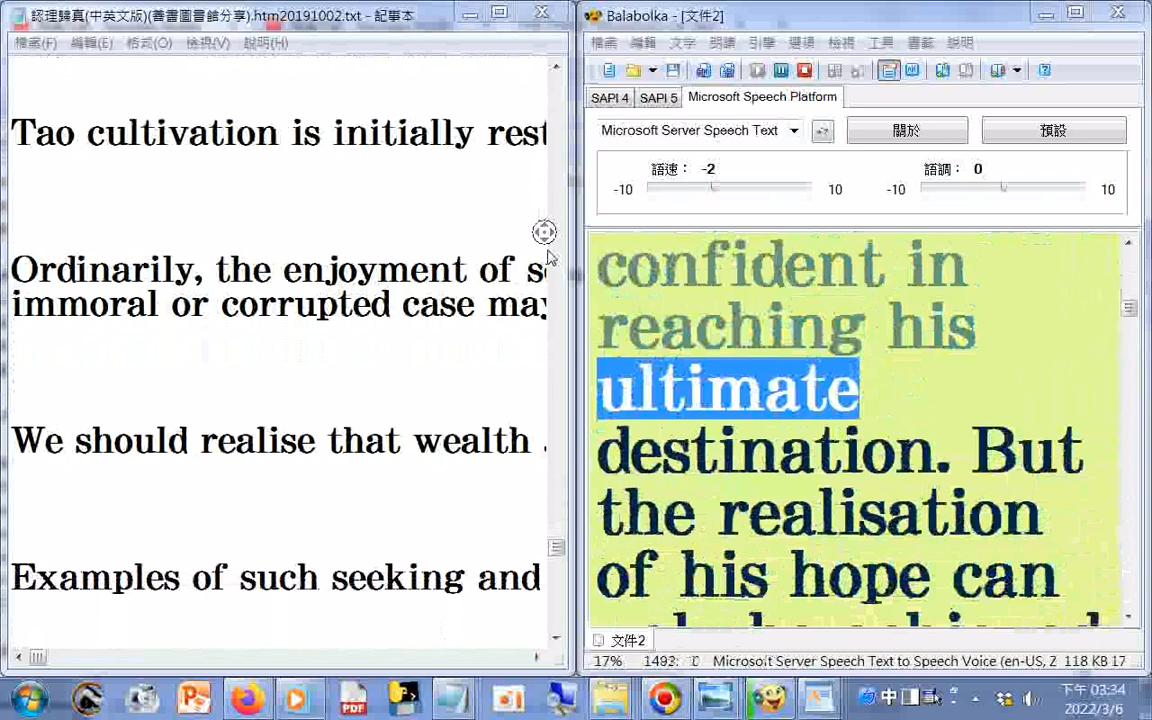 認理歸真(中英文版)(善書圖書館分享).htm20191002.txt - 記事本
檔案(F) 編輯(E) 格式(O) 檢視(V) 說明(H)
Tao cultivation is initially rest
Ordinarily, the enjoyment of s
immoral or corrupted case may
We should realise that wealth
Examples of such seeking and
Balabolka - [文件2]
檔案 編輯 文字 朗讀 引擎 選項 檢視 工具 書籤 說明
SAPI 4 SAPI 5 Microsoft Speech Platform
Microsoft Server Speech Text
關於 預設
語速: -2 語調: 0
-10 10 -10 10
confident in
reaching his
ultimate
destination. But
the realisation
of his hope can
文件2
17% 1493: Microsoft Server Speech Text to Speech Voice (en-US, Z 118 KB 17
中
下午 03:34
2022/3/6